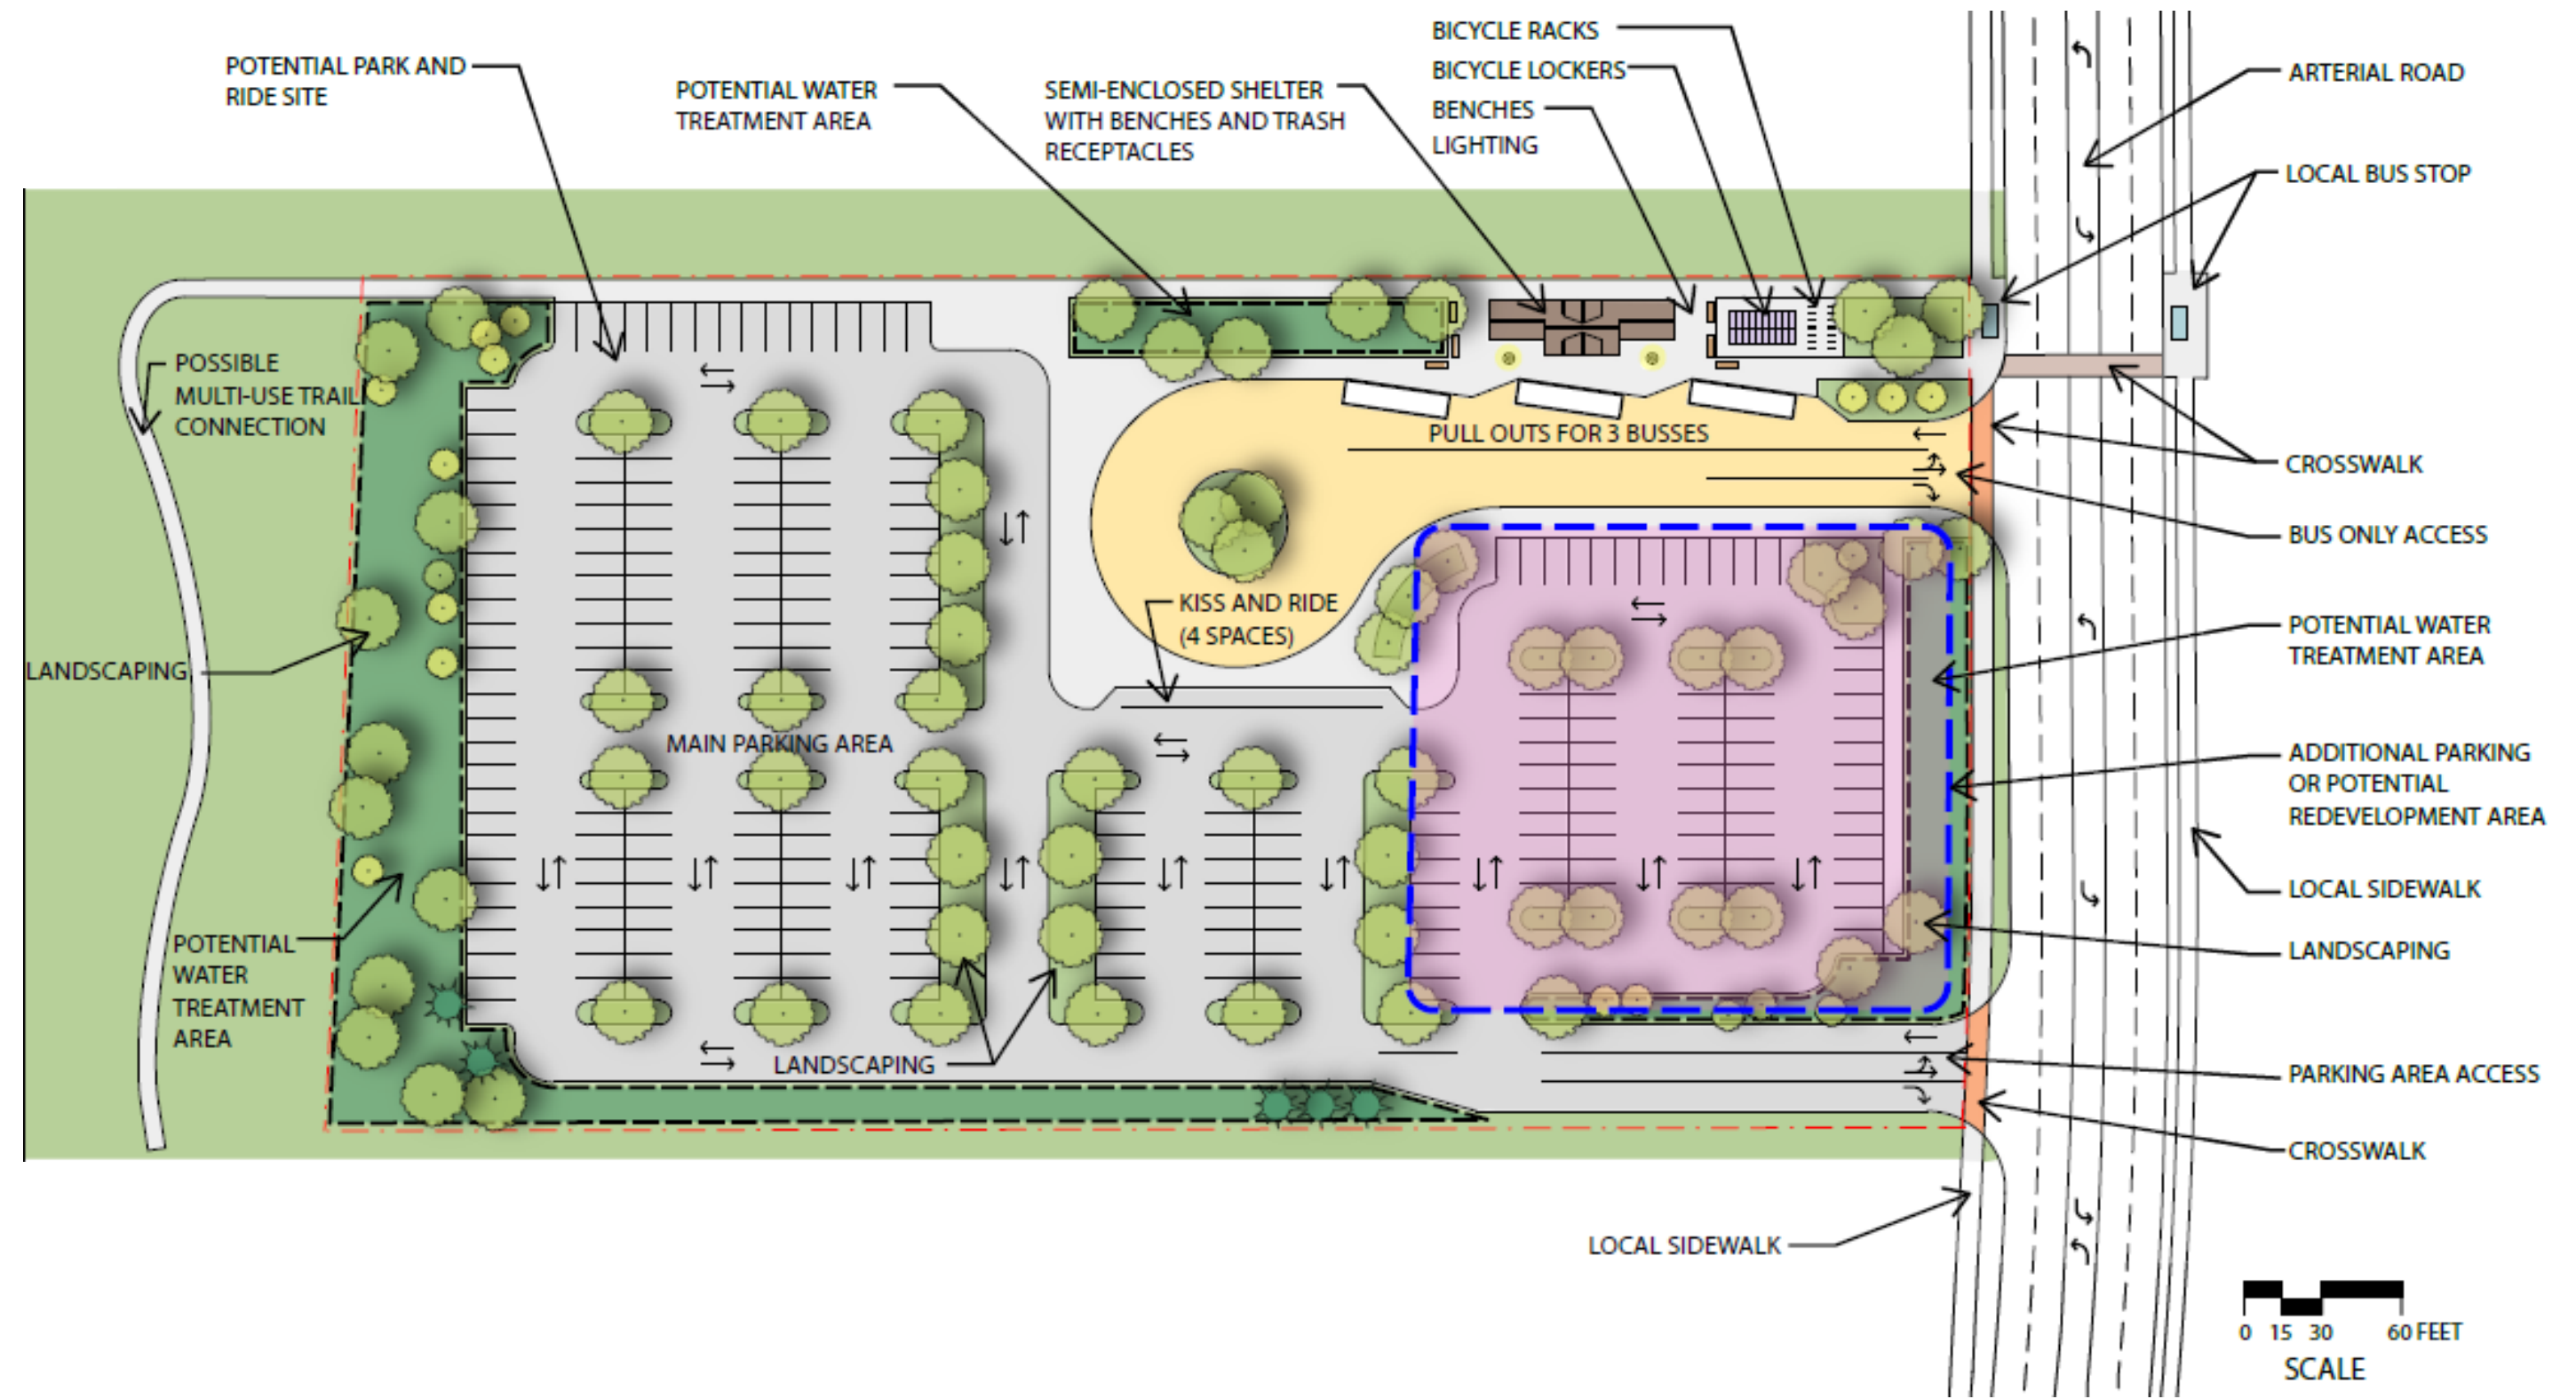 BICYCLE RACKS
BICYCLE LOCKERS
BENCHES
LIGHTING
POTENTIAL PARK AND
RIDE SITE
POTENTIAL WATER
TREATMENT AREA
SEMI-ENCLOSED SHELTER
WITH BENCHES AND TRASH
RECEPTACLES
ARTERIAL ROAD
LOCAL BUS STOP
POSSIBLE
MULTI-USE TRAIL
CONNECTION
PULL OUTS FOR 3 BUSSES
CROSSWALK
BUS ONLY ACCESS
KISS AND RIDE
(4 SPACES)
POTENTIAL WATER
TREATMENT AREA
LANDSCAPING
MAIN PARKING AREA
ADDITIONAL PARKING
OR POTENTIAL
REDEVELOPMENT AREA
LOCAL SIDEWALK
POTENTIAL
WATER
TREATMENT
AREA
LANDSCAPING
LANDSCAPING
PARKING AREA ACCESS
CROSSWALK
LOCAL SIDEWALK
0 15 30 60 FEET
SCALE